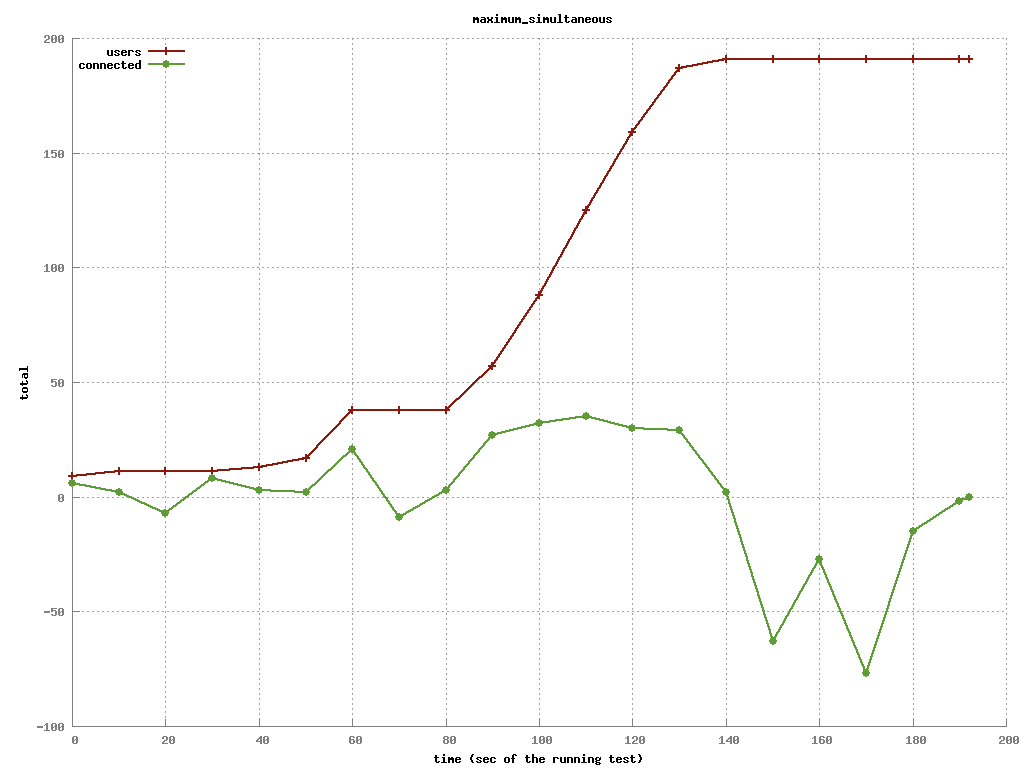 maximum_simultaneous
users
connected
200
150
100
50
0
-50
-100
total
0 20 40 60 80 100 120 140 160 180 200
time (sec of the running test)